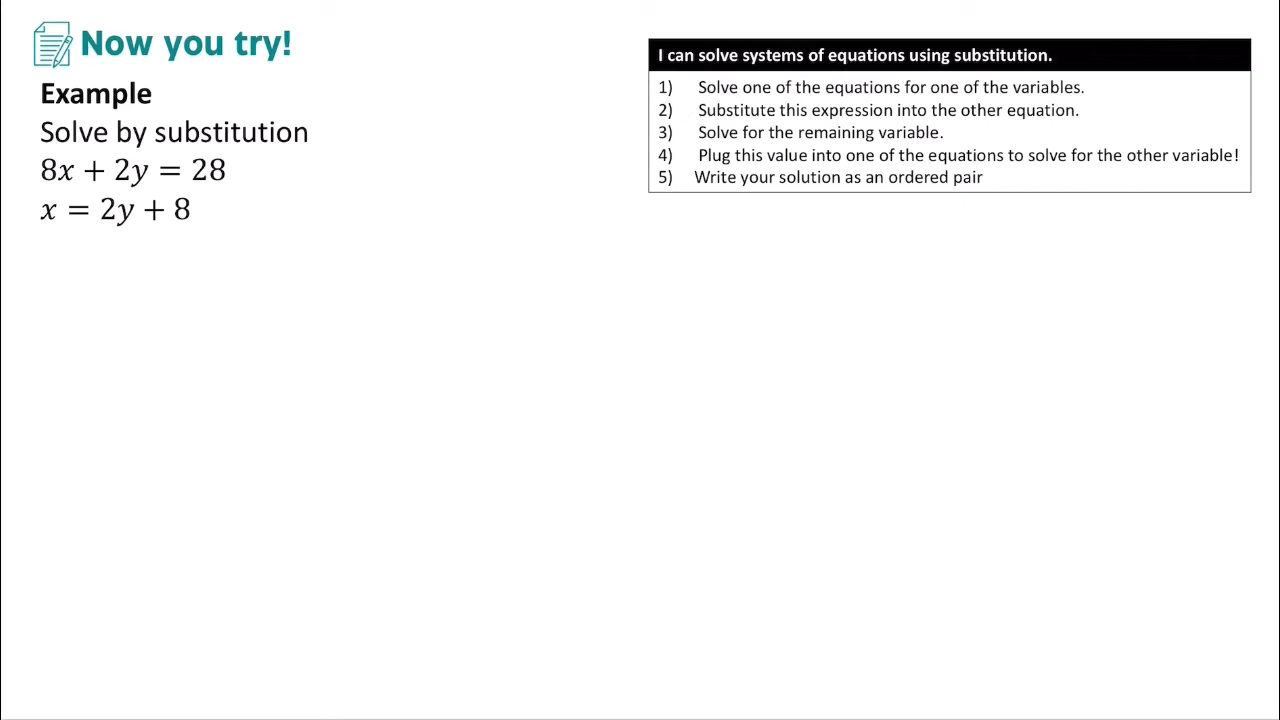 Now you try!
Example
Solve by substitution
8x + 2y = 28
x = 2y + 8
I can solve systems of equations using substitution.
1) Solve one of the equations for one of the variables.
2) Substitute this expression into the other equation.
3) Solve for the remaining variable.
4) Plug this value into one of the equations to solve for the other variable!
5) Write your solution as an ordered pair